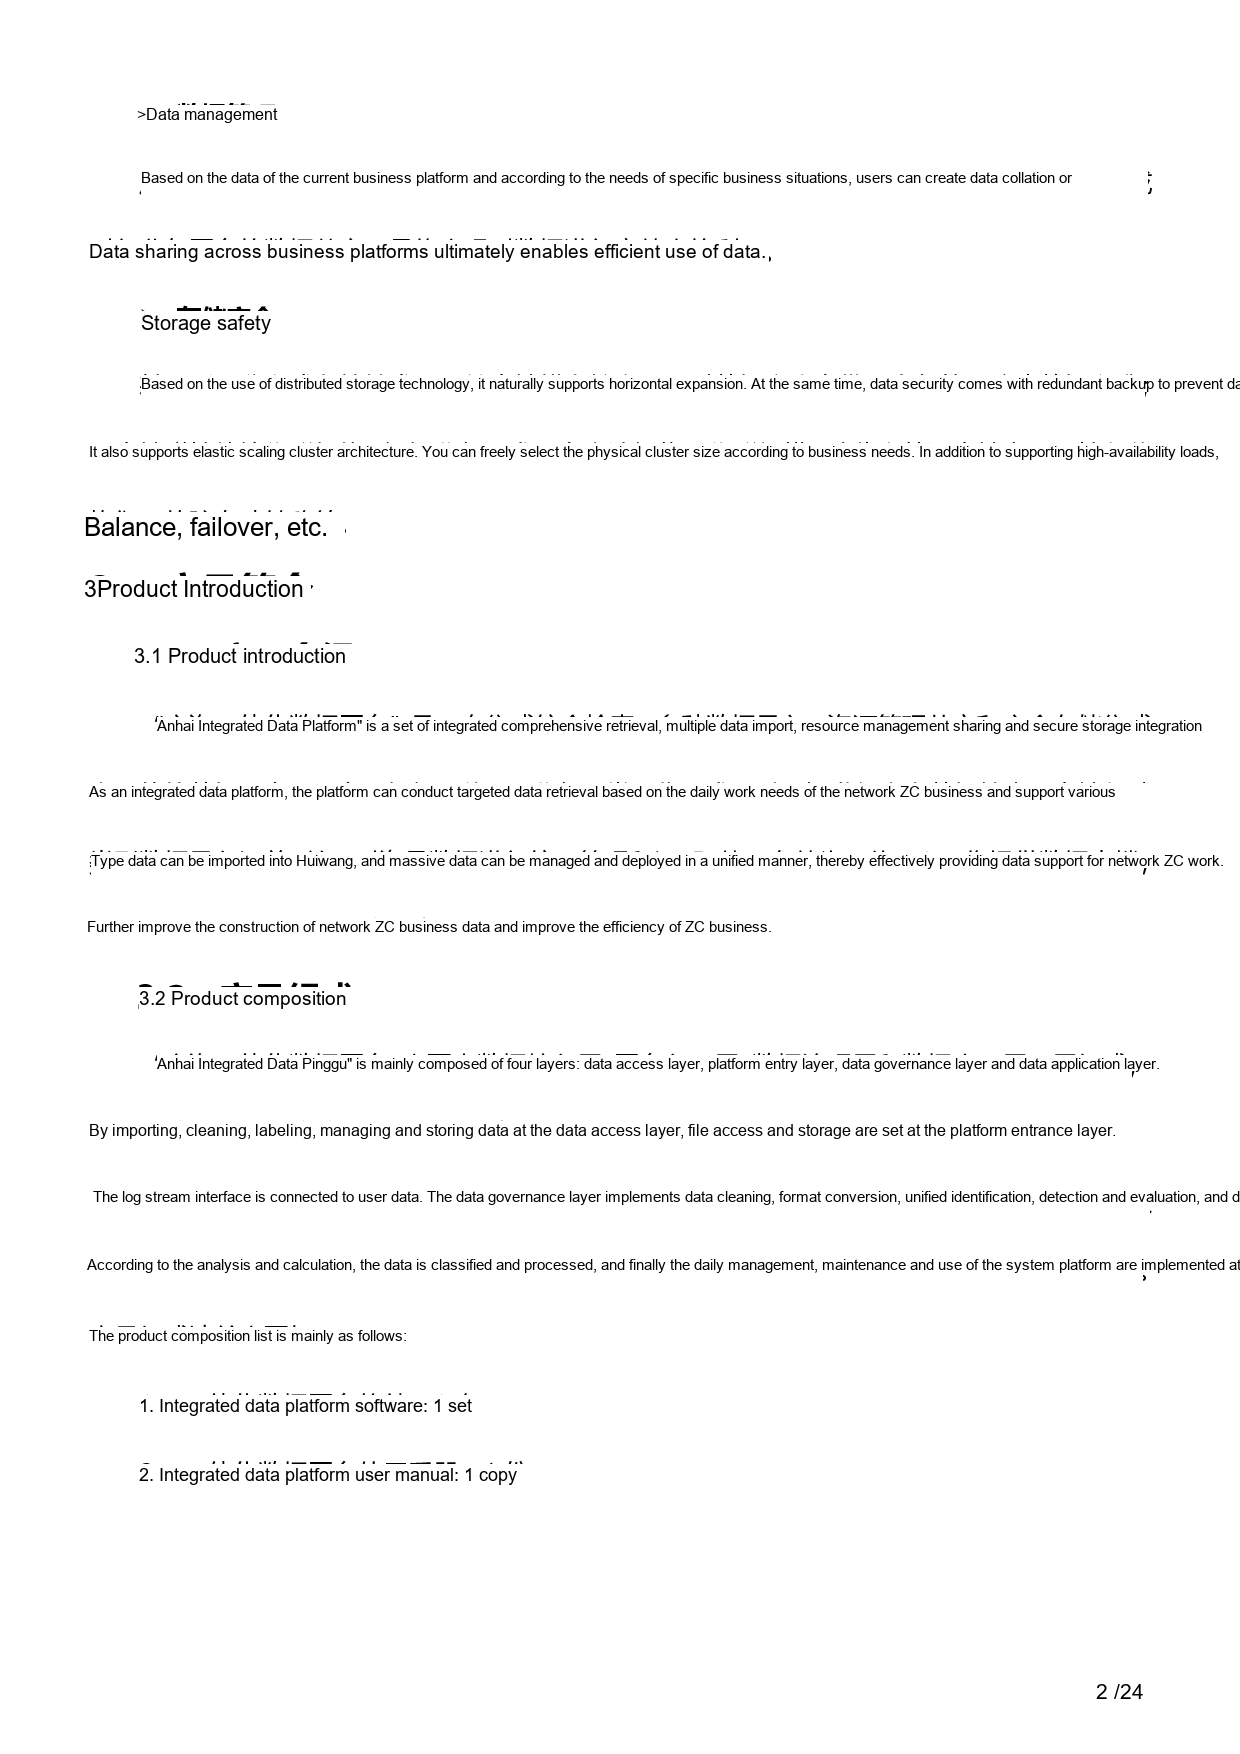 >Data management
Based on the data of the current business platform and according to the needs of specific business situations, users can create data collation or
Data sharing across business platforms ultimately enables efficient use of data.
Storage safety
Based on the use of distributed storage technology, it naturally supports horizontal expansion. At the same time, data security comes with redundant backup to prevent
It also supports elastic scaling cluster architecture. You can freely select the physical cluster size according to business needs. In addition to supporting high-availability loads,
Balance, failover, etc.
3Product Introduction
3.1 Product introduction
"Anhai Integrated Data Platform" is a set of integrated comprehensive retrieval, multiple data import, resource management sharing and secure storage integration
As an integrated data platform, the platform can conduct targeted data retrieval based on the daily work needs of the network ZC business and support various
Type data can be imported into Huiwang, and massive data can be managed and deployed in a unified manner, thereby effectively providing data support for network ZC work.
Further improve the construction of network ZC business data and improve the efficiency of ZC business.
3.2 Product composition
"Anhai Integrated Data Pinggu" is mainly composed of four layers: data access layer, platform entry layer, data governance layer and data application layer.
By importing, cleaning, labeling, managing and storing data at the data access layer, file access and storage are set at the platform entrance layer.
The log stream interface is connected to user data. The data governance layer implements data cleaning, format conversion, unified identification, detection and evaluation, and
According to the analysis and calculation, the data is classified and processed, and finally the daily management, maintenance and use of the system platform are implemented at
The product composition list is mainly as follows:
1. Integrated data platform software: 1 set
2. Integrated data platform user manual: 1 copy
2 /24